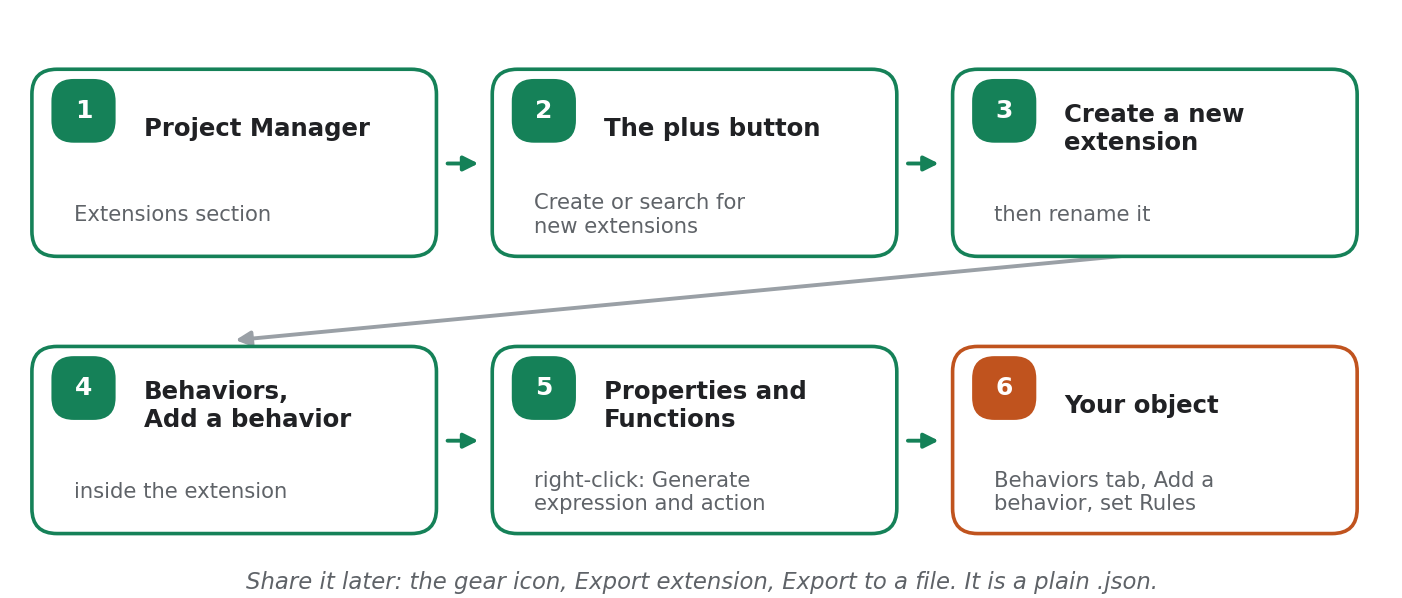 1
Project Manager
Extensions section
2
The plus button
Create or search for
new extensions
3
Create a new
extension
then rename it
4
Behaviors,
Add a behavior
inside the extension
5
Properties and
Functions
right-click: Generate
expression and action
6
Your object
Behaviors tab, Add a
behavior, set Rules
Share it later: the gear icon, Export extension, Export to a file. It is a plain .json.